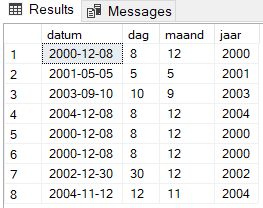 Results Messages
datum dag maand jaar
1 2000-12-08 8 12 2000
2 2001-05-05 5 5 2001
3 2003-09-10 10 9 2003
4 2004-12-08 8 12 2004
5 2000-12-08 8 12 2000
6 2000-12-08 8 12 2000
7 2002-12-30 30 12 2002
8 2004-11-12 12 11 2004